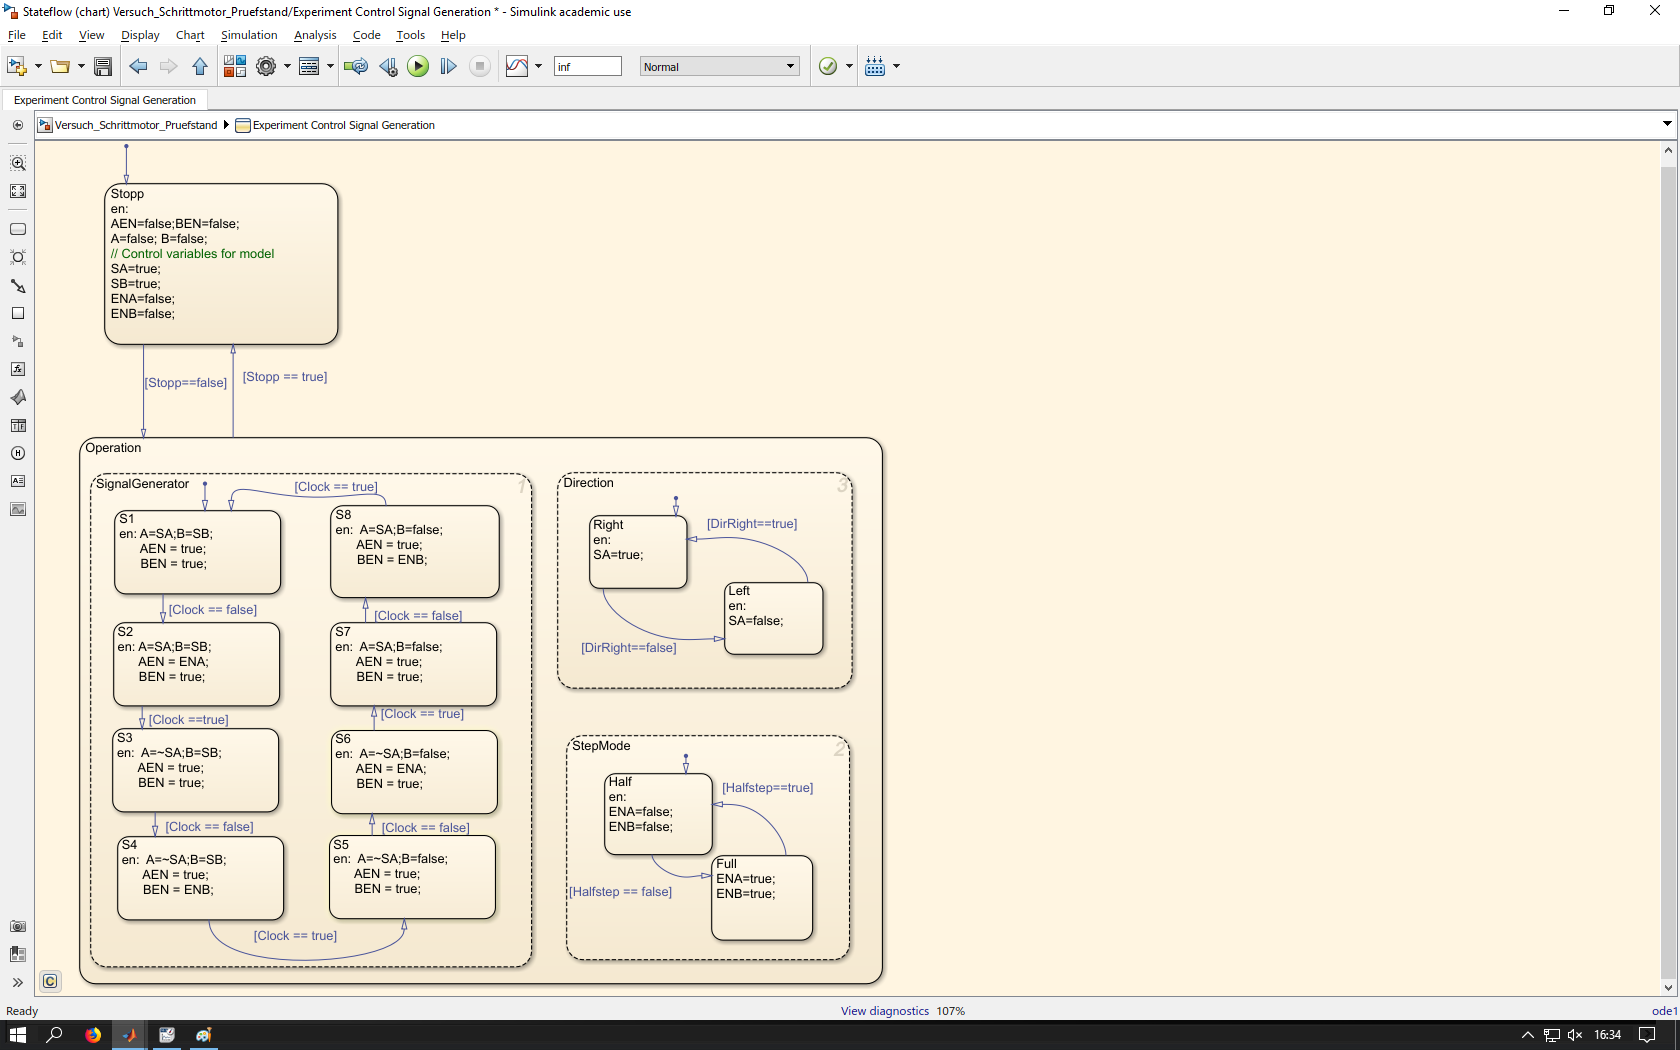 Stateflow (chart) Versuch_Schrittmotor_Pruefstand/Experiment Control Signal Generation * - Simulink academic use
File Edit View Display Chart Simulation Analysis Code Tools Help
inf
Normal
Experiment Control Signal Generation
Versuch_Schrittmotor_Pruefstand
Experiment Control Signal Generation
Stopp
en:
AEN=false;BEN=false;
A=false; B=false;
// Control variables for model
SA=true;
SB=true;
ENA=false;
ENB=false;
[Stopp==false]
[Stopp == true]
Operation
SignalGenerator
1
[Clock == true]
S1
en: A=SA;B=SB;
AEN = true;
BEN = true;
[Clock == false]
S2
en: A=SA;B=SB;
AEN = ENA;
BEN = true;
[Clock ==true]
S3
en: A=~SA;B=SB;
AEN = true;
BEN = true;
[Clock == false]
S4
en: A=~SA;B=SB;
AEN = true;
BEN = ENB;
[Clock == true]
S8
en: A=SA;B=false;
AEN = true;
BEN = ENB;
[Clock == false]
S7
en: A=SA;B=false;
AEN = true;
BEN = true;
[Clock == true]
S6
en: A=~SA;B=false;
AEN = ENA;
BEN = true;
[Clock == false]
S5
en: A=~SA;B=false;
AEN = true;
BEN = true;
Direction
3
Right
en:
SA=true;
[DirRight==true]
Left
en:
SA=false;
[DirRight==false]
StepMode
2
Half
en:
ENA=false;
ENB=false;
[Halfstep==true]
Full
ENA=true;
ENB=true;
[Halfstep == false]
C
Ready
View diagnostics 107%
ode1
16:34